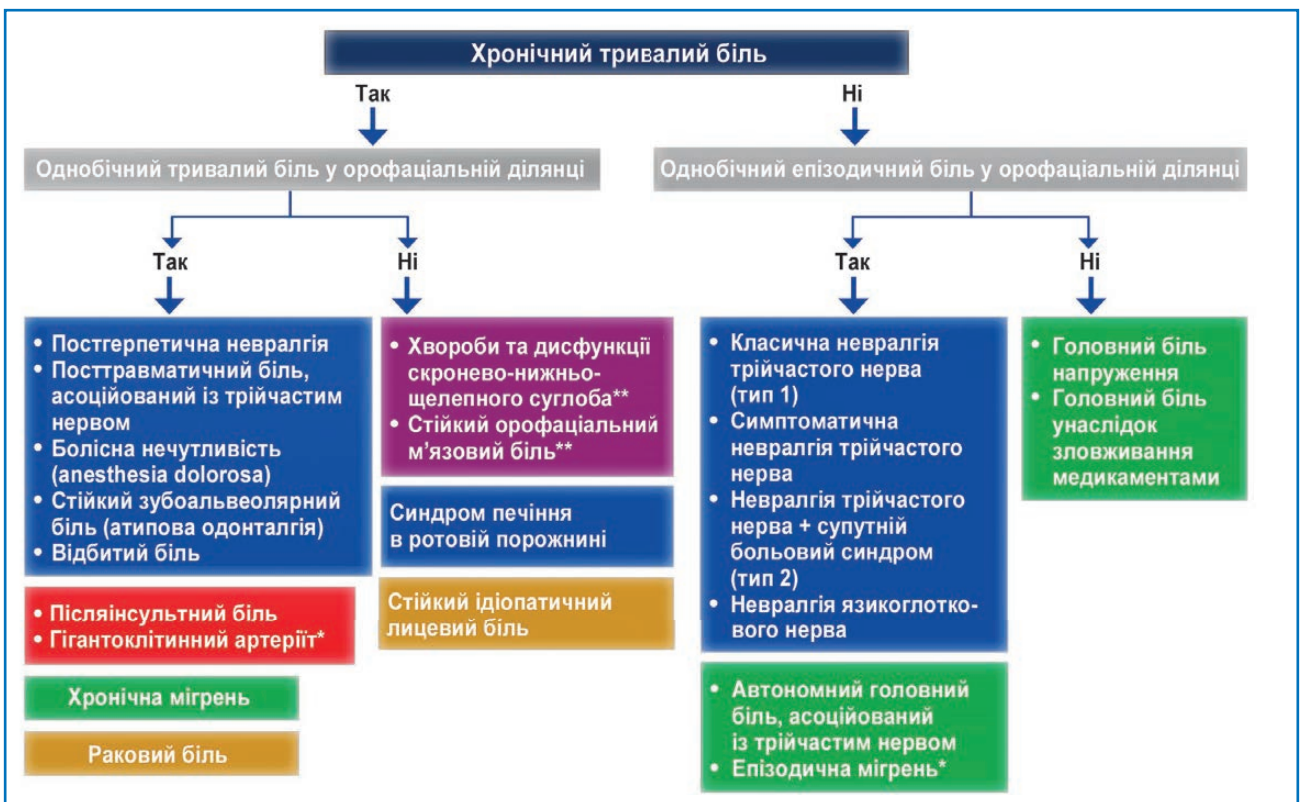 Хронічний тривалий біль
Так
Ні
Однобічний тривалий біль у орофаціальній ділянці
Однобічний епізодичний біль у орофаціальній ділянці
Так
Ні
Так
Ні
• Постгерпетична невралгія
• Посттравматичний біль,
асоційований із трійчастим
нервом
• Болісна нечутливість
(anesthesia dolorosa)
• Стійкий зубоальвеолярний
біль (атипова одонталгія)
• Відбитий біль
• Післяінсультний біль
• Гігантоклітинний артеріїт*
Хронічна мігрень
Раковий біль
• Хвороби та дисфункції
скронево-нижньо-
щелепного суглоба**
• Стійкий орофаціальний
м’язовий біль**
Синдром печіння
в ротовій порожнині
Стійкий ідіопатичний
лицевий біль
• Класична невралгія
трійчастого нерва
(тип 1)
• Симптоматична
невралгія трійчастого
нерва
• Невралгія трійчастого
нерва + супутній
больовий синдром
(тип 2)
• Невралгія язикоглотко-
вого нерва
• Автономний головний
біль, асоційований
із трійчастим нервом
• Епізодична мігрень*
• Головний біль
напруження
• Головний біль
унаслідок
зловживання
медикаментами